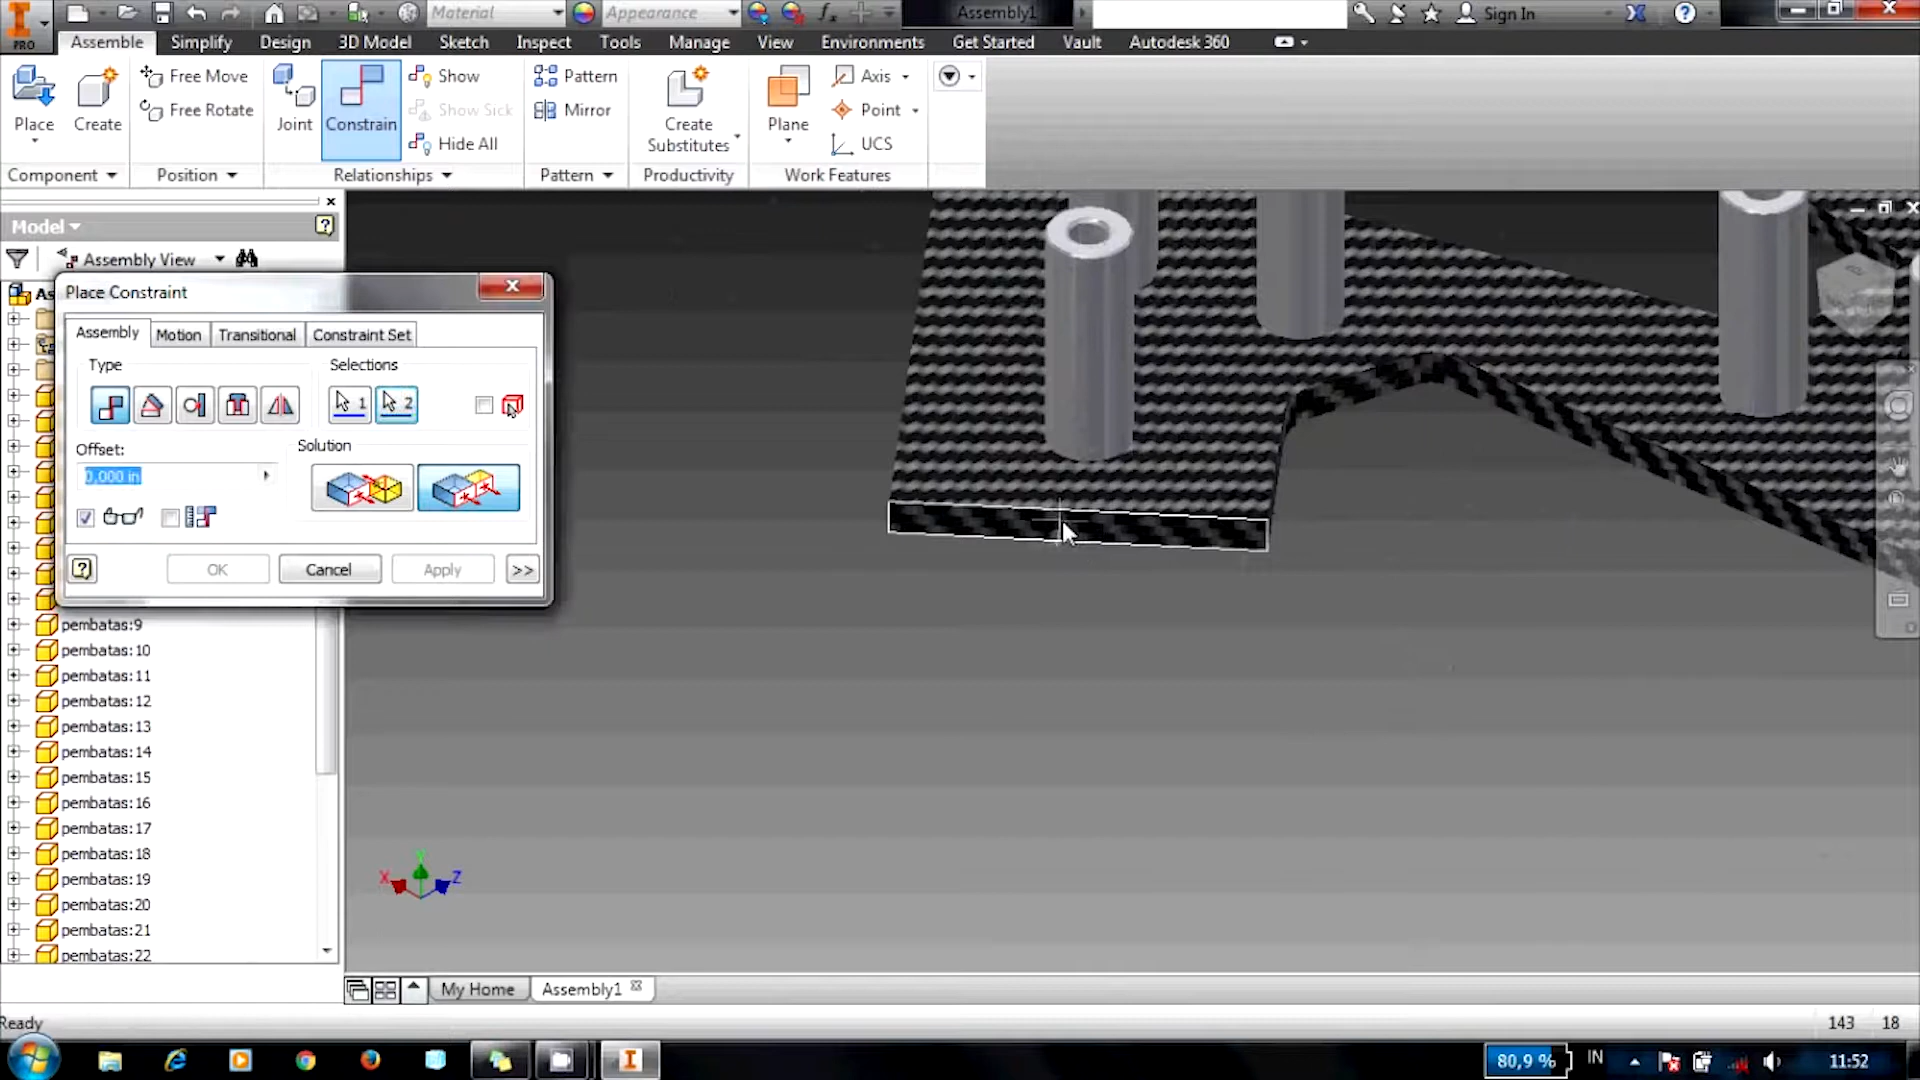 PRO
Material
Appearance
Assembly1
Sign In
Assemble Simplify Design 3D Model Sketch Inspect Tools Manage View Environments Get Started Vault Autodesk 360
Place
Create
Free Move
Free Rotate
Joint
Constrain
Show
Show Sick
Hide All
Pattern
Mirror
Create
Substitutes
Plane
Axis
Point
UCS
Component Position Relationships Pattern Productivity Work Features
Model
Assembly View
As
Place Constraint
Assembly Motion Transitional Constraint Set
Type
Selections
1 2
Offset:
0,000 in
Solution
OK Cancel Apply >>
pembatas:9
pembatas:10
pembatas:11
pembatas:12
pembatas:13
pembatas:14
pembatas:15
pembatas:16
pembatas:17
pembatas:18
pembatas:19
pembatas:20
pembatas:21
pembatas:22
X Y Z
My Home Assembly1
Ready
143 18
80,9 % IN 11:52